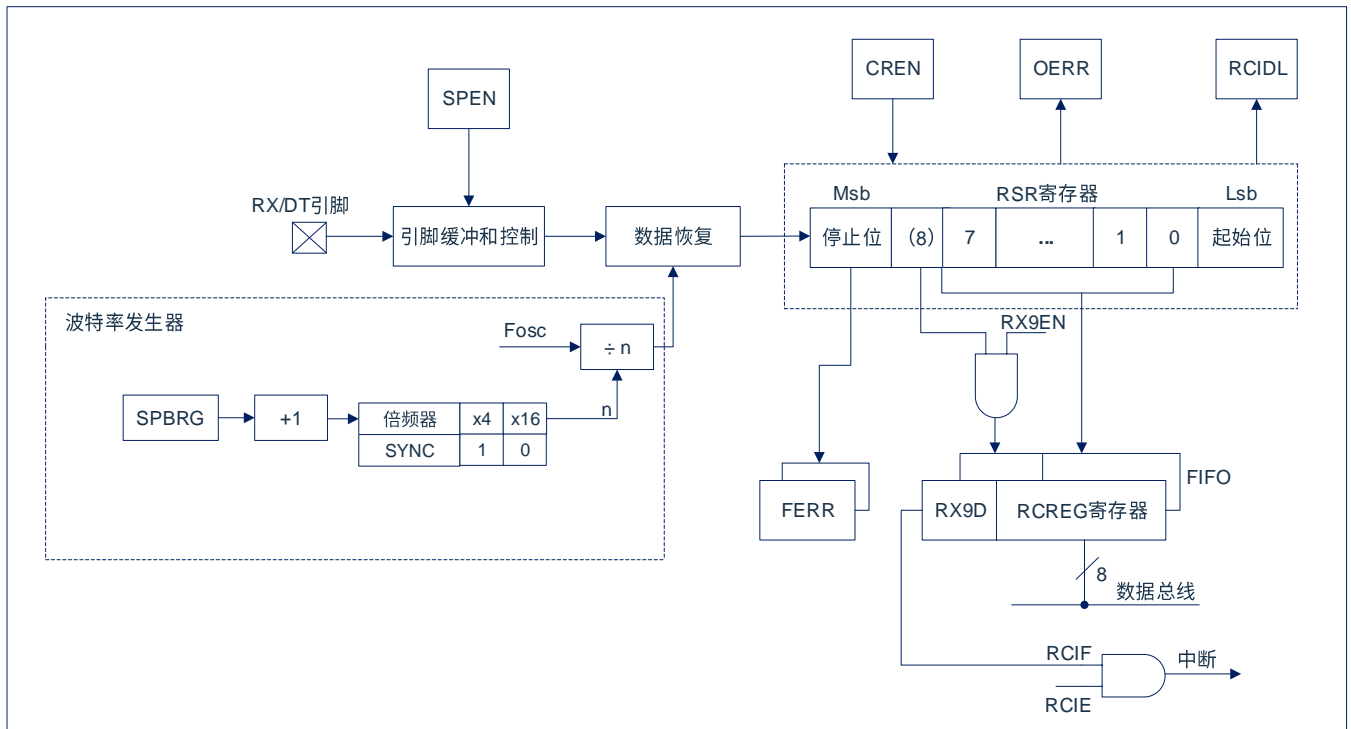 CREN
OERR
RCIDL
SPEN
Msb
RSR寄存器
Lsb
RX/DT引脚
引脚缓冲和控制
数据恢复
停止位
（8）
7
...
1
0
起始位
波特率发生器
Fosc
÷ n
RX9EN
SPBRG
+1
倍频器
x4
x16
n
SYNC
1
0
FERR
RX9D
RCREG寄存器
FIFO
8
数据总线
RCIF
中断
RCIE